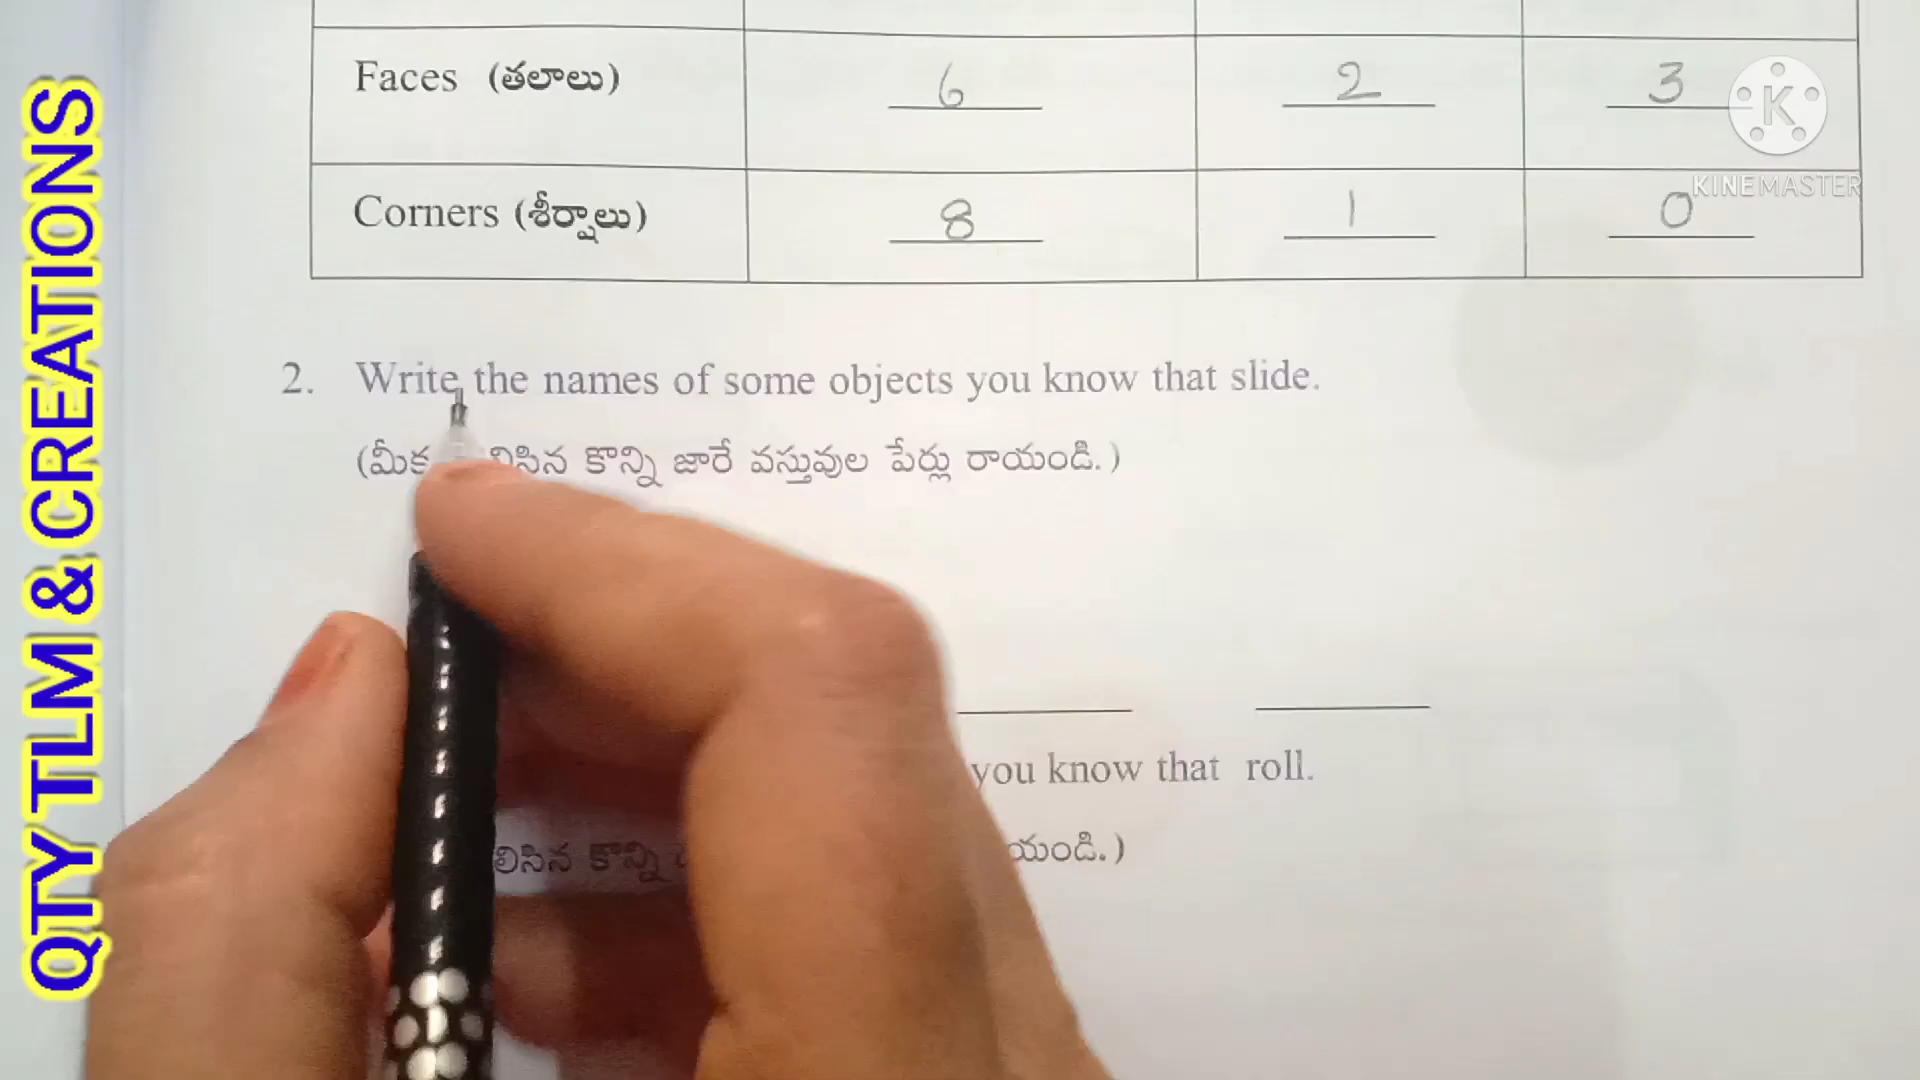 QTY TLM & CREATIONS
Faces (తలాలు) 6 2 3
KINEMASTER
Corners (శీర్షాలు) 8 1 0
2. Write the names of some objects you know that slide.
కొన్ని జారే వస్తువుల పేర్లు రాయండి.)
you know that roll.
కొన్ని